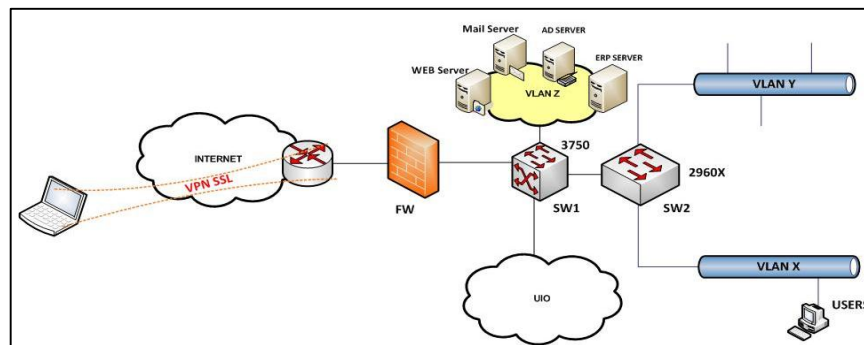 Mail Server
AD SERVER
WEB Server
ERP SERVER
VLAN Z
VLAN Y
INTERNET
VPN SSL
3750
2960X
FW
SW1
SW2
VLAN X
UIO
USERS